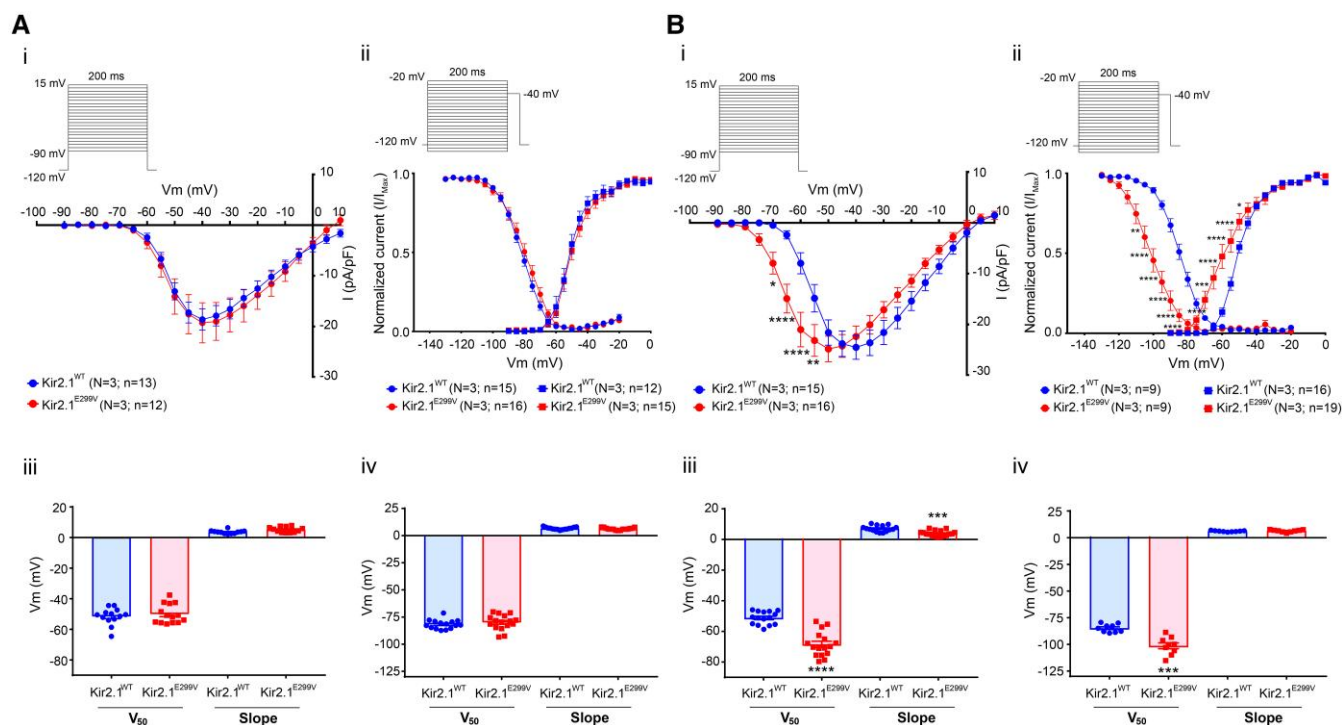 A
i
200 ms
15 mV
-90 mV
-120 mV
Vm (mV)
-100 -90 -80 -70 -60 -50 -40 -30 -20 -10 0 10
10
-10
-20
-30
I (pA/pF)
Kir2.1WT (N=3; n=13)
Kir2.1E299V (N=3; n=12)
ii
200 ms
-20 mV
-40 mV
-120 mV
Normalized current (I/IMax)
1.0
0.5
0.0
-140 -120 -100 -80 -60 -40 -20 0
Vm (mV)
Kir2.1WT (N=3; n=15) Kir2.1WT (N=3; n=12)
Kir2.1E299V (N=3; n=16) Kir2.1E299V (N=3; n=15)
B
i
200 ms
15 mV
-90 mV
-120 mV
Vm (mV)
-100 -90 -80 -70 -60 -50 -40 -30 -20 -10 0 10
10
-10
-20
-30
I (pA/pF)
*
****
****
**
Kir2.1WT (N=3; n=15)
Kir2.1E299V (N=3; n=16)
ii
200 ms
-20 mV
-40 mV
-120 mV
Normalized current (I/IMax)
1.0
0.5
0.0
**
****
****
****
****
****
*
****
****
****
***
****
-140 -120 -100 -80 -60 -40 -20 -0
Vm (mV)
Kir2.1WT (N=3; n=9) Kir2.1WT (N=3; n=16)
Kir2.1E299V (N=3; n=9) Kir2.1E299V (N=3; n=19)
iii
Vm (mV)
20
0
-20
-40
-60
-80
Kir2.1WT Kir2.1E299V Kir2.1WT Kir2.1E299V
V50 Slope
iv
Vm (mV)
25
0
-25
-50
-75
-100
-125
Kir2.1WT Kir2.1E299V Kir2.1WT Kir2.1E299V
V50 Slope
iii
Vm (mV)
20
0
-20
-40
-60
-80
***
****
Kir2.1WT Kir2.1E299V Kir2.1WT Kir2.1E299V
V50 Slope
iv
Vm (mV)
25
0
-25
-50
-75
-100
-125
***
Kir2.1WT Kir2.1E299V Kir2.1WT Kir2.1E299V
V50 Slope